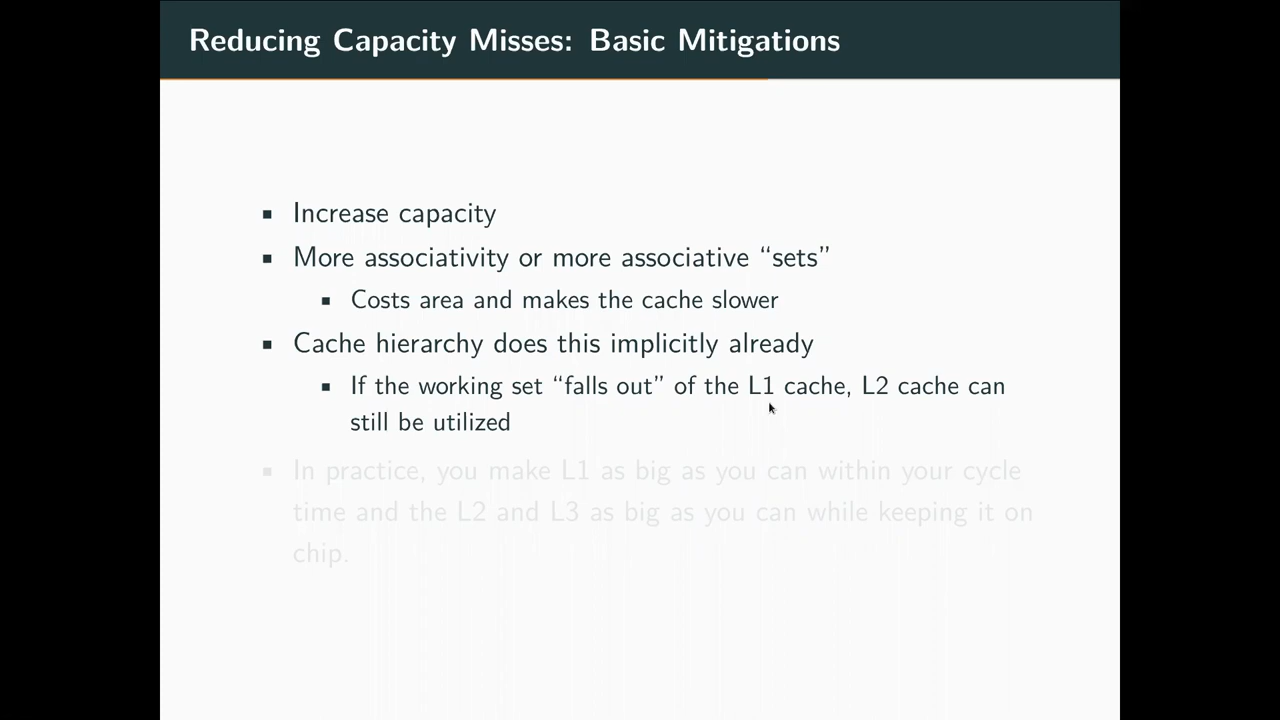 Reducing Capacity Misses: Basic Mitigations
▪ Increase capacity
▪ More associativity or more associative “sets”
▪ Costs area and makes the cache slower
▪ Cache hierarchy does this implicitly already
▪ If the working set “falls out” of the L1 cache, L2 cache can
still be utilized
▪ In practice, you make L1 as big as you can within your cycle
time and the L2 and L3 as big as you can while keeping it on
chip.